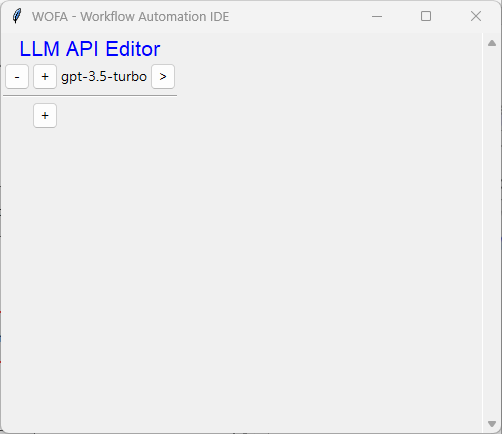 WOFA - Workflow Automation IDE
LLM API Editor
- + gpt-3.5-turbo >
+